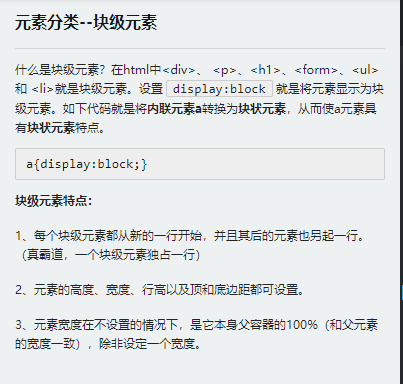 元素分类--块级元素
什么是块级元素？在html中<div>、 <p>、<h1>、<form>、<ul>
和 <li>就是块级元素。设置 display:block 就是将元素显示为块
级元素。如下代码就是将内联元素a转换为块状元素，从而使a元素具
有块状元素特点。
a{display:block;}
块级元素特点：
1、每个块级元素都从新的一行开始，并且其后的元素也另起一行。
（真霸道，一个块级元素独占一行）
2、元素的高度、宽度、行高以及顶和底边距都可设置。
3、元素宽度在不设置的情况下，是它本身父容器的100%（和父元素
的宽度一致），除非设定一个宽度。